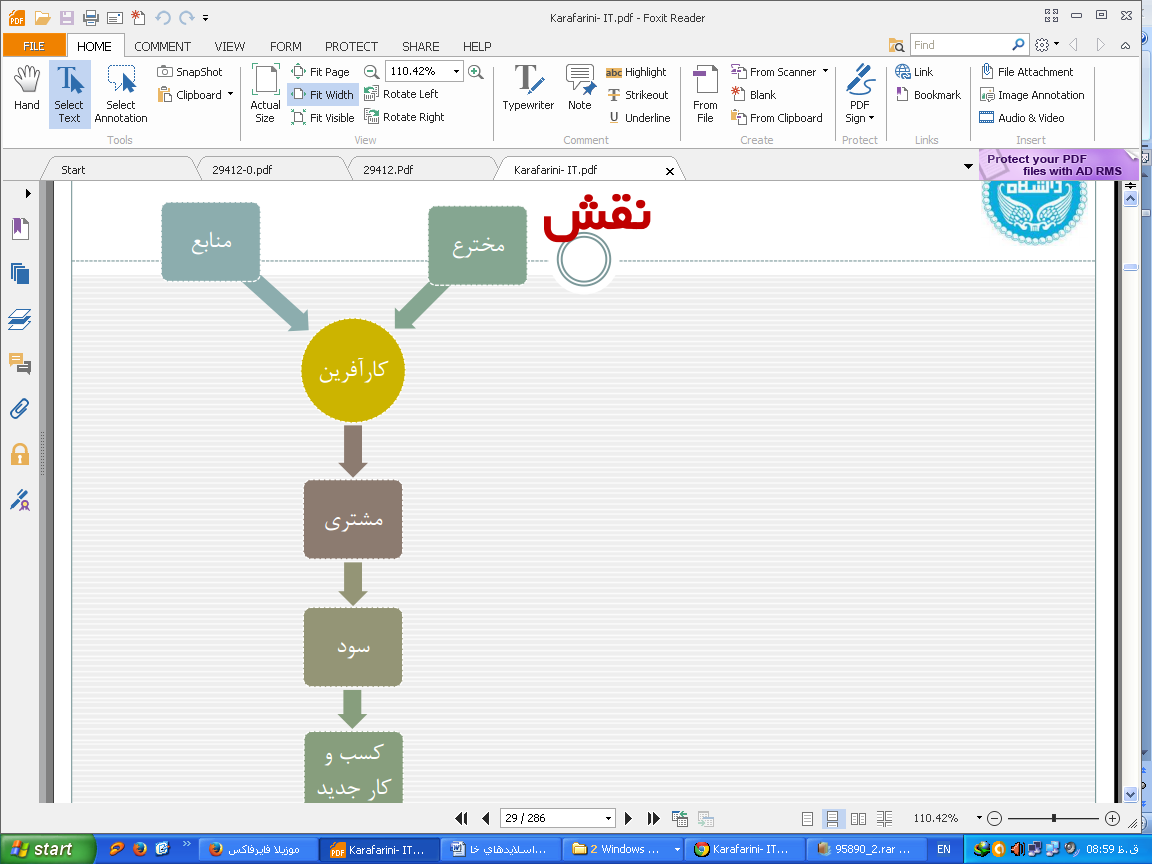 Karafarini- IT.pdf - Foxit Reader
FILE HOME COMMENT VIEW FORM PROTECT SHARE HELP
Find
Hand
Select Text
Select Annotation
SnapShot
Clipboard
Tools
Actual Size
Fit Page
Fit Width
Fit Visible
110.42%
Rotate Left
Rotate Right
View
Typewriter
Note
Highlight
Strikeout
Underline
Comment
From File
From Scanner
Blank
From Clipboard
Create
PDF Sign
Protect
Link
Bookmark
Links
File Attachment
Image Annotation
Audio & Video
Insert
Start
29412-0.pdf
29412.Pdf
Karafarini- IT.pdf
Protect your PDF
files with AD RMS
نقش
منابع
مخترع
کارآفرین
مشتری
سود
کسب و
کار جدید
29 / 286
110.42%
start
موزیلا فایرفاکس
Karafarini- IT...
اسلایدهاي خا...
2 Windows ...
Karafarini- IT...
95890_2.rar ...
EN
08:59 ق.ظ